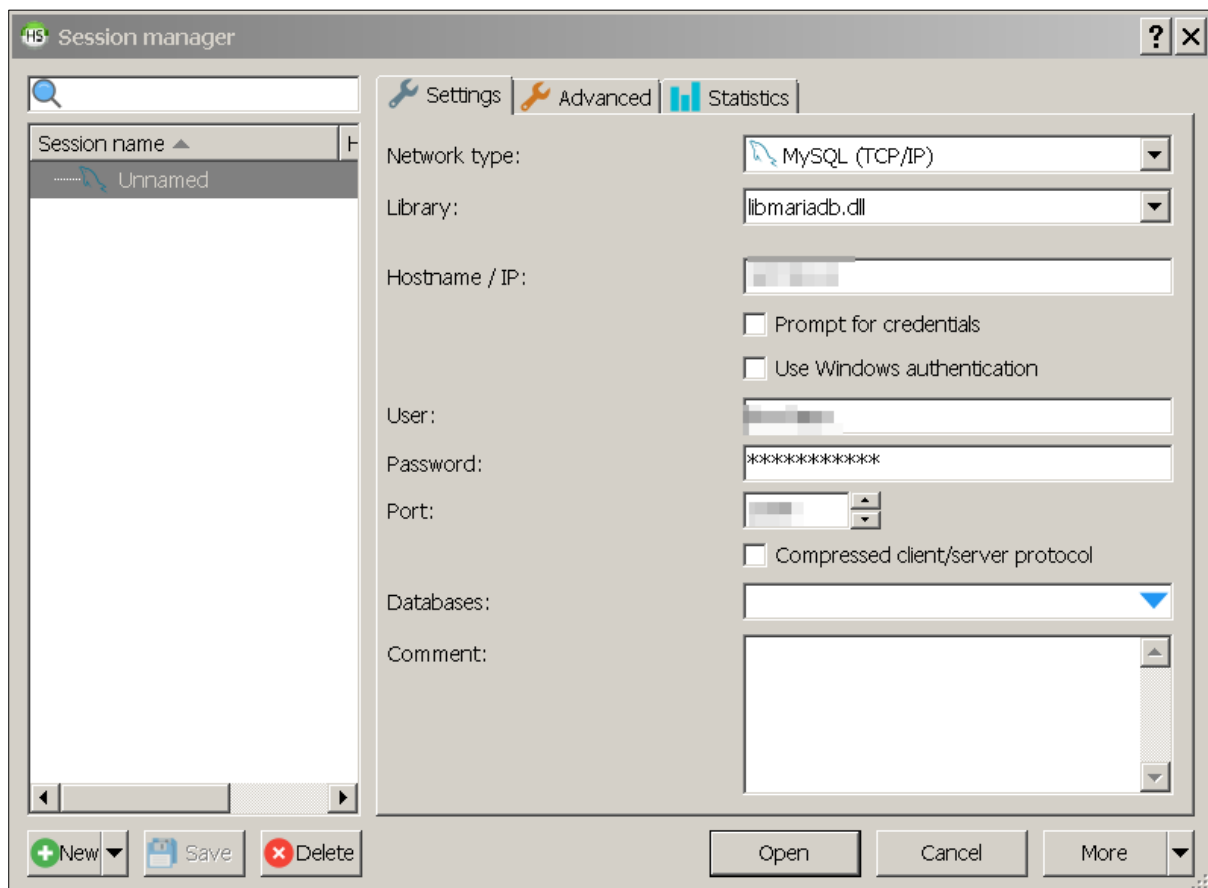 HS Session manager ? ×
Settings Advanced Statistics
Session name H
Unnamed
Network type: MySQL (TCP/IP)
Library: libmariadb.dll
Hostname / IP:
Prompt for credentials
Use Windows authentication
User:
Password: ***********
Port:
Compressed client/server protocol
Databases:
Comment:
New Save Delete Open Cancel More